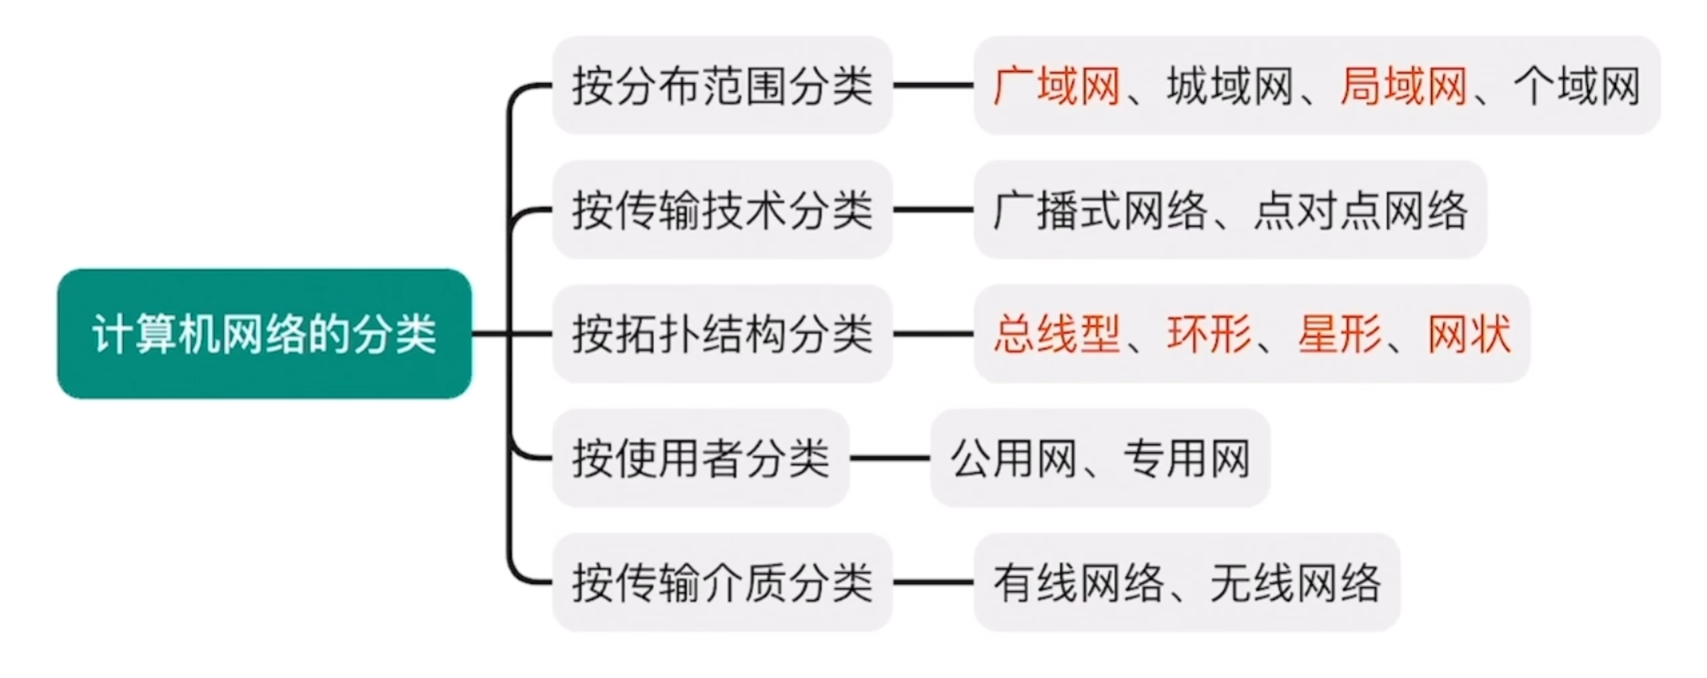 计算机网络的分类
按分布范围分类
广域网、城域网、局域网、个域网
按传输技术分类
广播式网络、点对点网络
按拓扑结构分类
总线型、环形、星形、网状
按使用者分类
公用网、专用网
按传输介质分类
有线网络、无线网络